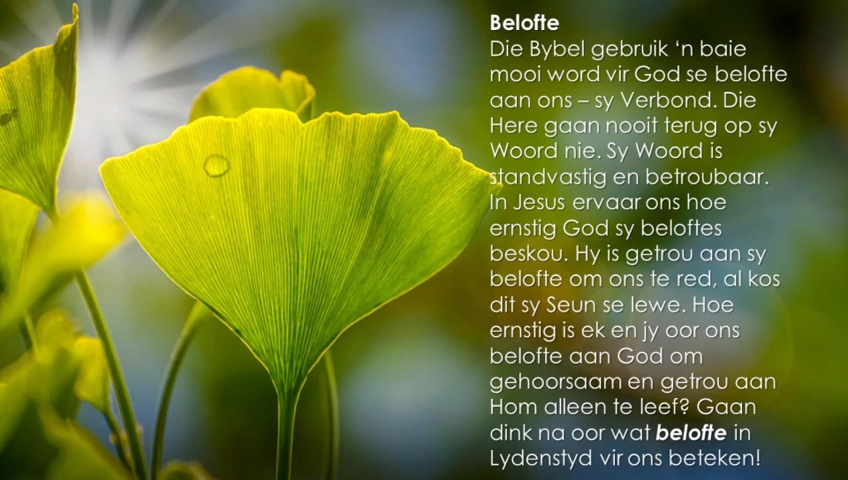 Belofte
Die Bybel gebruik ‘n baie
mooi word vir God se belofte
aan ons – sy Verbond. Die
Here gaan nooit terug op sy
Woord nie. Sy Woord is
standvastig en betroubaar.
In Jesus ervaar ons hoe
ernstig God sy beloftes
beskou. Hy is getrou aan sy
belofte om ons te red, al kos
dit sy Seun se lewe. Hoe
ernstig is ek en jy oor ons
belofte aan God om
gehoorsaam en getrou aan
Hom alleen te leef? Gaan
dink na oor wat belofte in
Lydenstyd vir ons beteken!